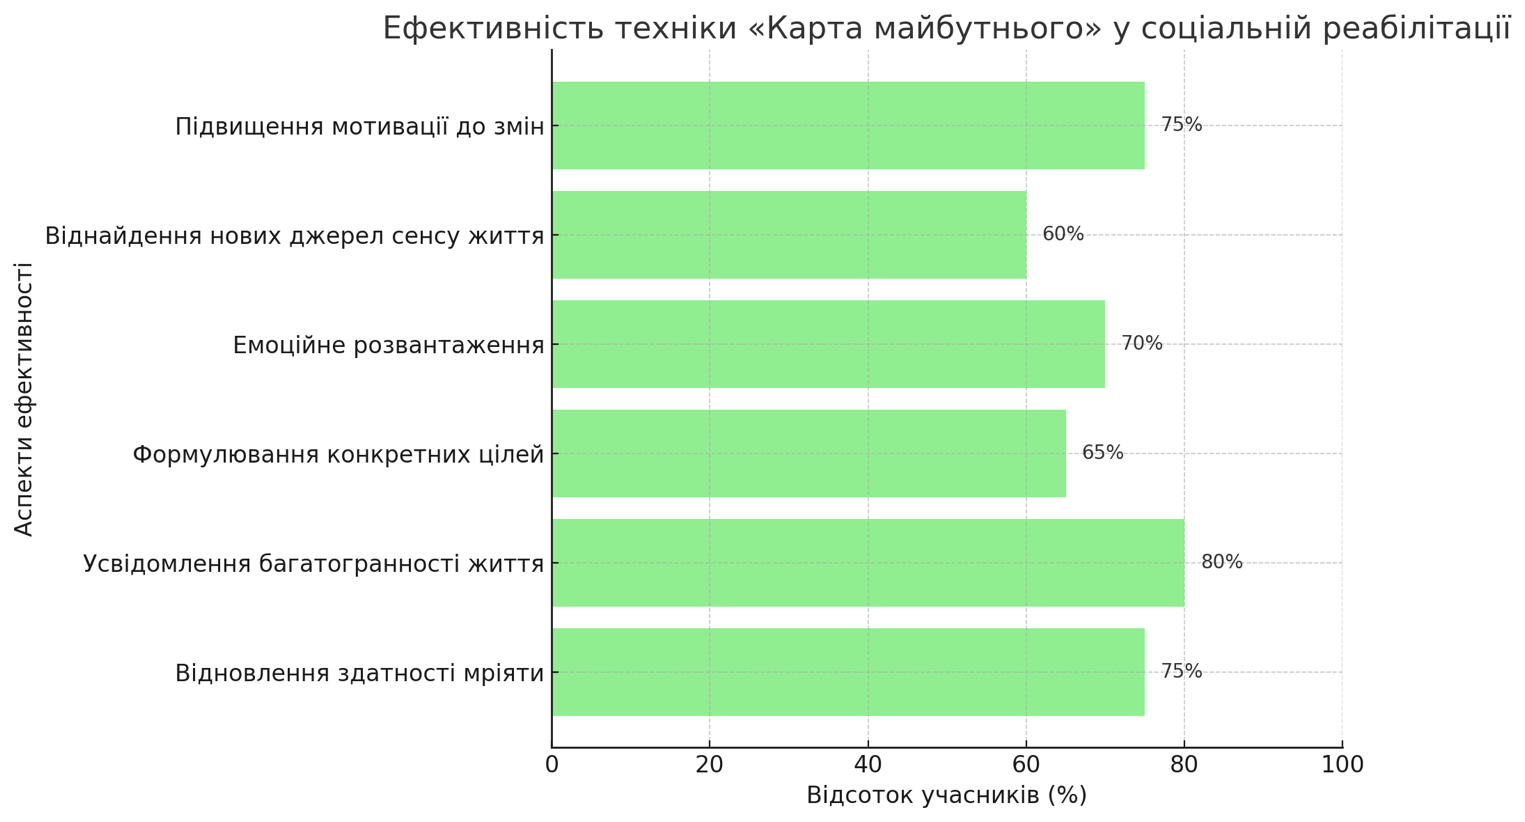 Ефективність техніки «Карта майбутнього» у соціальній реабілітації
Підвищення мотивації до змін
75%
Віднайдення нових джерел сенсу життя
60%
Емоційне розвантаження
70%
Формулювання конкретних цілей
65%
Усвідомлення багатогранності життя
80%
Відновлення здатності мріяти
75%
Аспекти ефективності
0 20 40 60 80 100
Відсоток учасників (%)